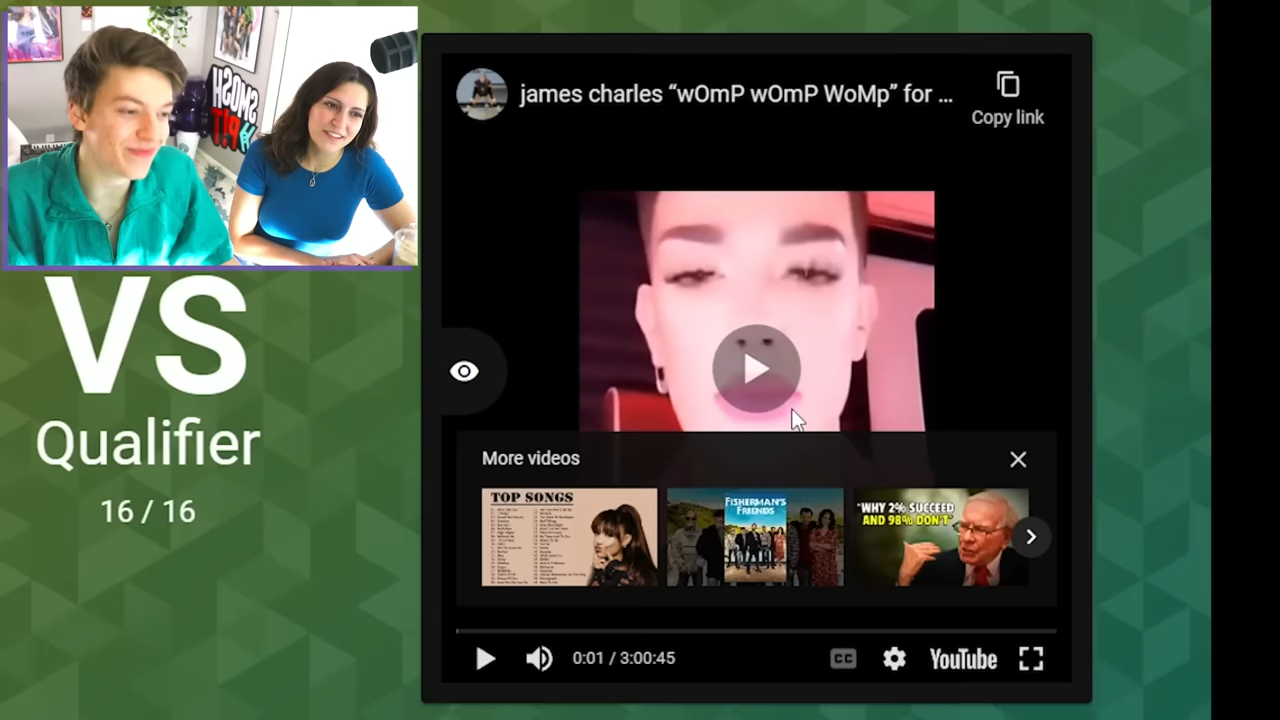 SMOSH
PIT
VS
Qualifier
16 / 16
james charles “wOmP wOmP WoMp” for ...
Copy link
More videos
TOP SONGS
FISHERMAN'S
FRIENDS
"WHY 2% SUCCEED
AND 98% DON'T"
0:01 / 3:00:45
CC
YouTube